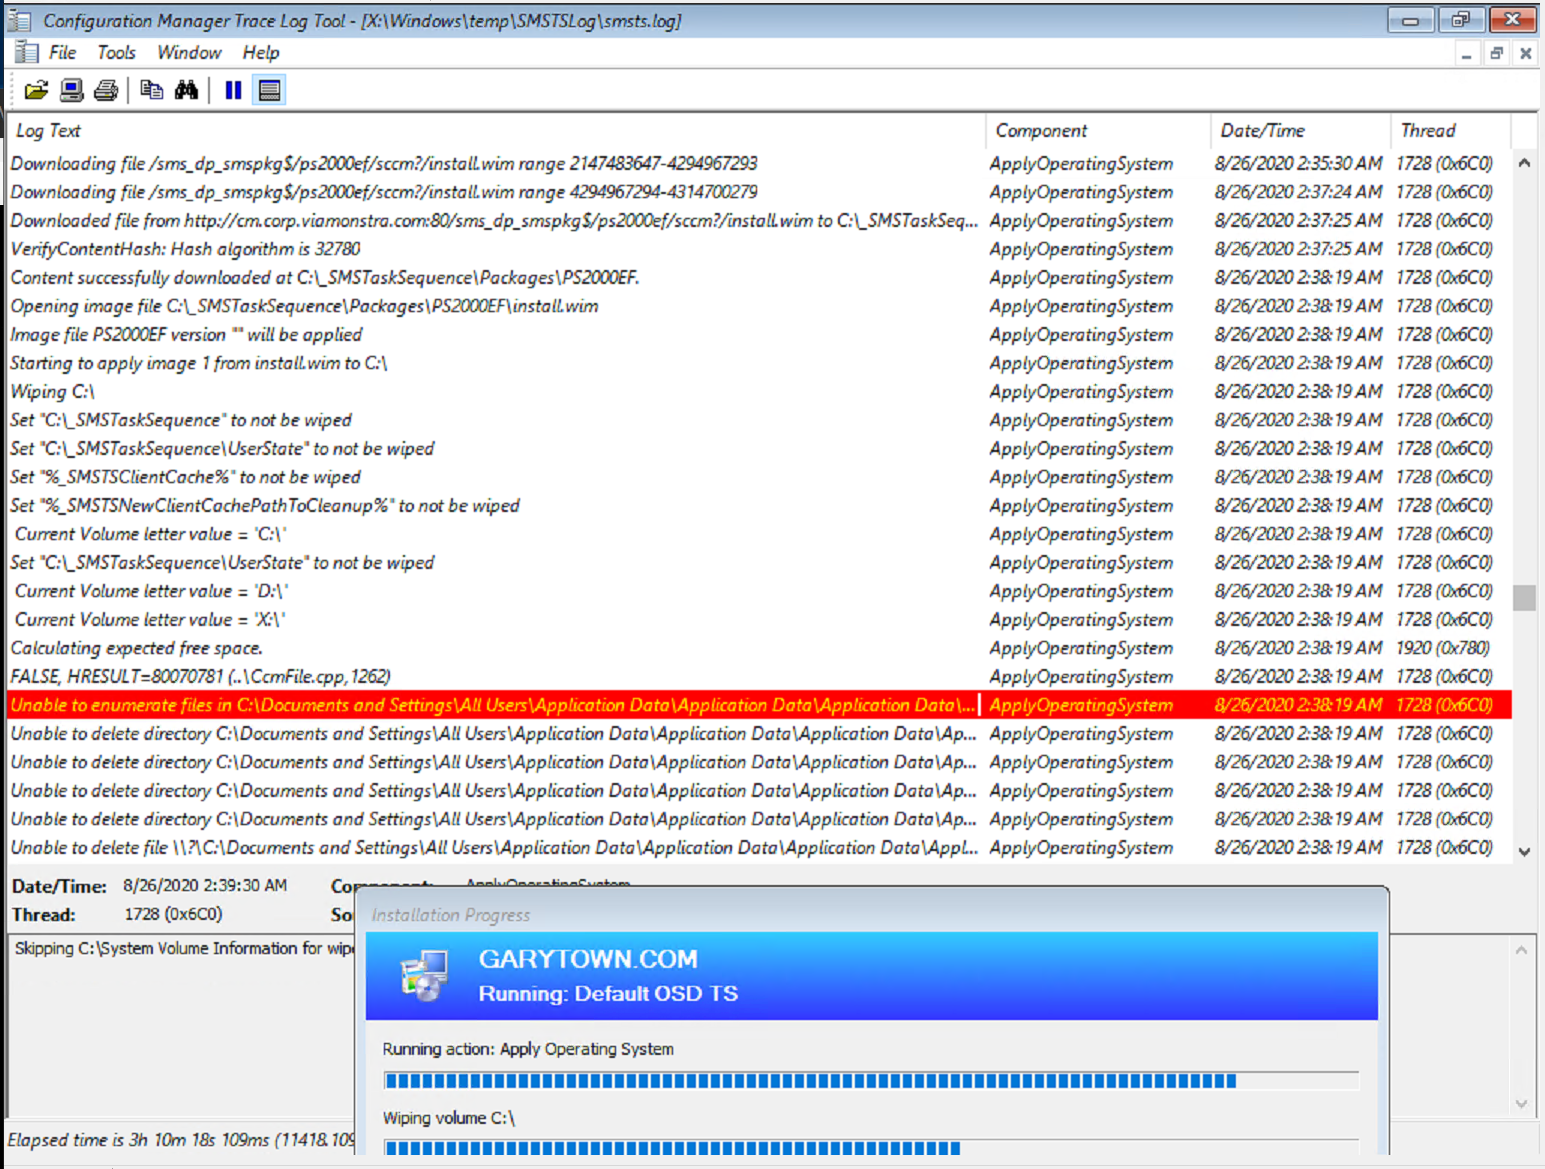 Configuration Manager Trace Log Tool - [X:\Windows\temp\SMSTSLog\smsts.log]
File Tools Window Help
Log Text Component Date/Time Thread
Downloading file /sms_dp_smspkg$/ps2000ef/sccm?/install.wim range 2147483647-4294967293 ApplyOperatingSystem 8/26/2020 2:35:30 AM 1728 (0x6C0)
Downloading file /sms_dp_smspkg$/ps2000ef/sccm?/install.wim range 4294967294-4314700279 ApplyOperatingSystem 8/26/2020 2:37:24 AM 1728 (0x6C0)
Downloaded file from http://cm.corp.viamonstra.com:80/sms_dp_smspkg$/ps2000ef/sccm?/install.wim to C:\_SMSTaskSeq... ApplyOperatingSystem 8/26/2020 2:37:25 AM 1728 (0x6C0)
VerifyContentHash: Hash algorithm is 32780 ApplyOperatingSystem 8/26/2020 2:37:25 AM 1728 (0x6C0)
Content successfully downloaded at C:\_SMSTaskSequence\Packages\PS2000EF. ApplyOperatingSystem 8/26/2020 2:38:19 AM 1728 (0x6C0)
Opening image file C:\_SMSTaskSequence\Packages\PS2000EF\install.wim ApplyOperatingSystem 8/26/2020 2:38:19 AM 1728 (0x6C0)
Image file PS2000EF version "" will be applied ApplyOperatingSystem 8/26/2020 2:38:19 AM 1728 (0x6C0)
Starting to apply image 1 from install.wim to C:\ ApplyOperatingSystem 8/26/2020 2:38:19 AM 1728 (0x6C0)
Wiping C:\ ApplyOperatingSystem 8/26/2020 2:38:19 AM 1728 (0x6C0)
Set "C:\_SMSTaskSequence" to not be wiped ApplyOperatingSystem 8/26/2020 2:38:19 AM 1728 (0x6C0)
Set "C:\_SMSTaskSequence\UserState" to not be wiped ApplyOperatingSystem 8/26/2020 2:38:19 AM 1728 (0x6C0)
Set "%_SMSTSClientCache%" to not be wiped ApplyOperatingSystem 8/26/2020 2:38:19 AM 1728 (0x6C0)
Set "%_SMSTSNewClientCachePathToCleanup%" to not be wiped ApplyOperatingSystem 8/26/2020 2:38:19 AM 1728 (0x6C0)
Current Volume letter value = 'C:\' ApplyOperatingSystem 8/26/2020 2:38:19 AM 1728 (0x6C0)
Set "C:\_SMSTaskSequence\UserState" to not be wiped ApplyOperatingSystem 8/26/2020 2:38:19 AM 1728 (0x6C0)
Current Volume letter value = 'D:\' ApplyOperatingSystem 8/26/2020 2:38:19 AM 1728 (0x6C0)
Current Volume letter value = 'X:\' ApplyOperatingSystem 8/26/2020 2:38:19 AM 1728 (0x6C0)
Calculating expected free space. ApplyOperatingSystem 8/26/2020 2:38:19 AM 1920 (0x780)
FALSE, HRESULT=80070781 (..\CcmFile.cpp,1262) ApplyOperatingSystem 8/26/2020 2:38:19 AM 1728 (0x6C0)
Unable to enumerate files in C:\Documents and Settings\All Users\Application Data\Application Data\Application Data\... ApplyOperatingSystem 8/26/2020 2:38:19 AM 1728 (0x6C0)
Unable to delete directory C:\Documents and Settings\All Users\Application Data\Application Data\Application Data\Ap... ApplyOperatingSystem 8/26/2020 2:38:19 AM 1728 (0x6C0)
Unable to delete directory C:\Documents and Settings\All Users\Application Data\Application Data\Application Data\Ap... ApplyOperatingSystem 8/26/2020 2:38:19 AM 1728 (0x6C0)
Unable to delete directory C:\Documents and Settings\All Users\Application Data\Application Data\Application Data\Ap... ApplyOperatingSystem 8/26/2020 2:38:19 AM 1728 (0x6C0)
Unable to delete directory C:\Documents and Settings\All Users\Application Data\Application Data\Application Data\Ap... ApplyOperatingSystem 8/26/2020 2:38:19 AM 1728 (0x6C0)
Unable to delete file \\?\C:\Documents and Settings\All Users\Application Data\Application Data\Application Data\Appl... ApplyOperatingSystem 8/26/2020 2:38:19 AM 1728 (0x6C0)
Date/Time: 8/26/2020 2:39:30 AM Component: ApplyOperatingSystem
Thread: 1728 (0x6C0) So
Installation Progress
Skipping C:\System Volume Information for wip
GARYTOWN.COM
Running: Default OSD TS
Running action: Apply Operating System
Wiping volume C:\
Elapsed time is 3h 10m 18s 109ms (11418.109